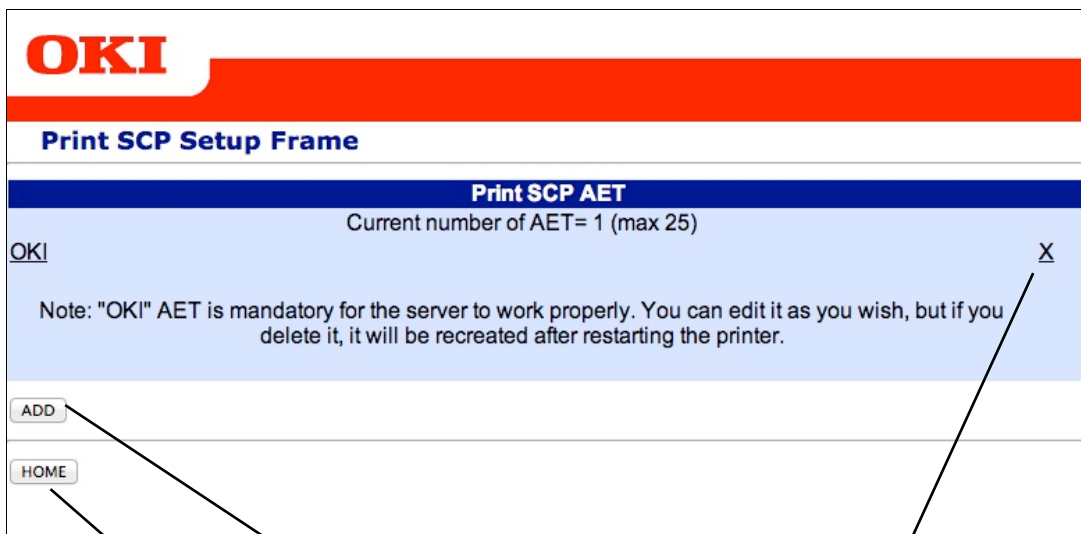 OKI
Print SCP Setup Frame
Print SCP AET
Current number of AET= 1 (max 25)
OKI X
Note: "OKI" AET is mandatory for the server to work properly. You can edit it as you wish, but if you
delete it, it will be recreated after restarting the printer.
ADD
HOME